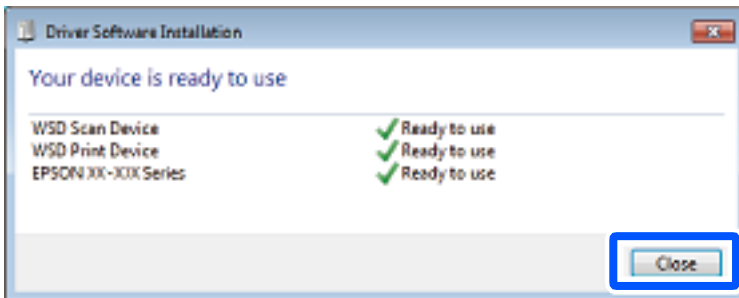 Driver Software Installation
Your device is ready to use
WSD Scan Device Ready to use
WSD Print Device Ready to use
EPSON XX-XXX Series Ready to use
Close